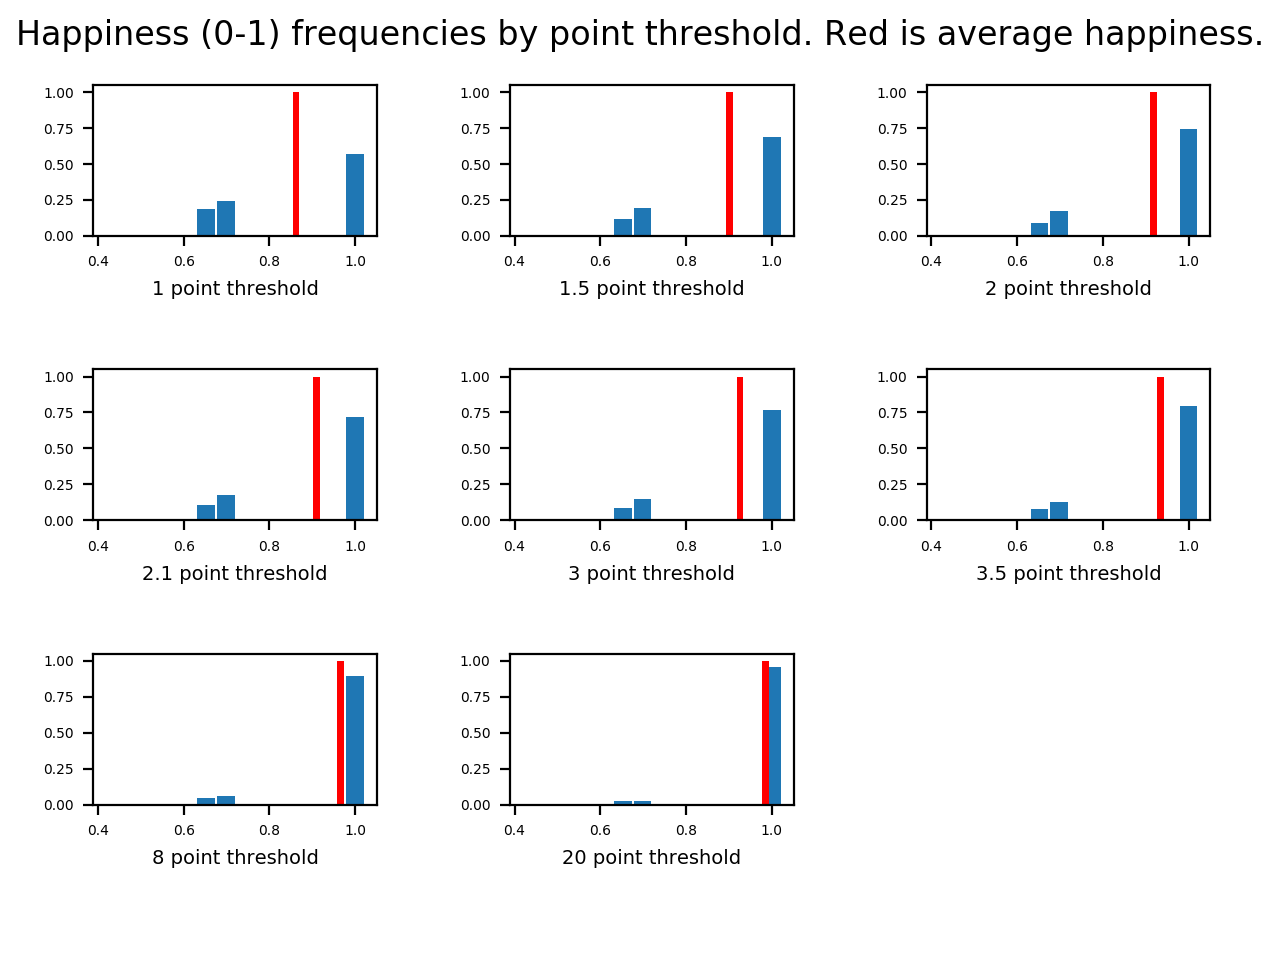 Happiness (0-1) frequencies by point threshold. Red is average happiness.
1.00 1.00 1.00
0.75 0.75 0.75
0.50 0.50 0.50
0.25 0.25 0.25
0.00 0.00 0.00
0.4 0.6 0.8 1.0 0.4 0.6 0.8 1.0 0.4 0.6 0.8 1.0
1 point threshold 1.5 point threshold 2 point threshold
1.00 1.00 1.00
0.75 0.75 0.75
0.50 0.50 0.50
0.25 0.25 0.25
0.00 0.00 0.00
0.4 0.6 0.8 1.0 0.4 0.6 0.8 1.0 0.4 0.6 0.8 1.0
2.1 point threshold 3 point threshold 3.5 point threshold
1.00 1.00
0.75 0.75
0.50 0.50
0.25 0.25
0.00 0.00
0.4 0.6 0.8 1.0 0.4 0.6 0.8 1.0
8 point threshold 20 point threshold